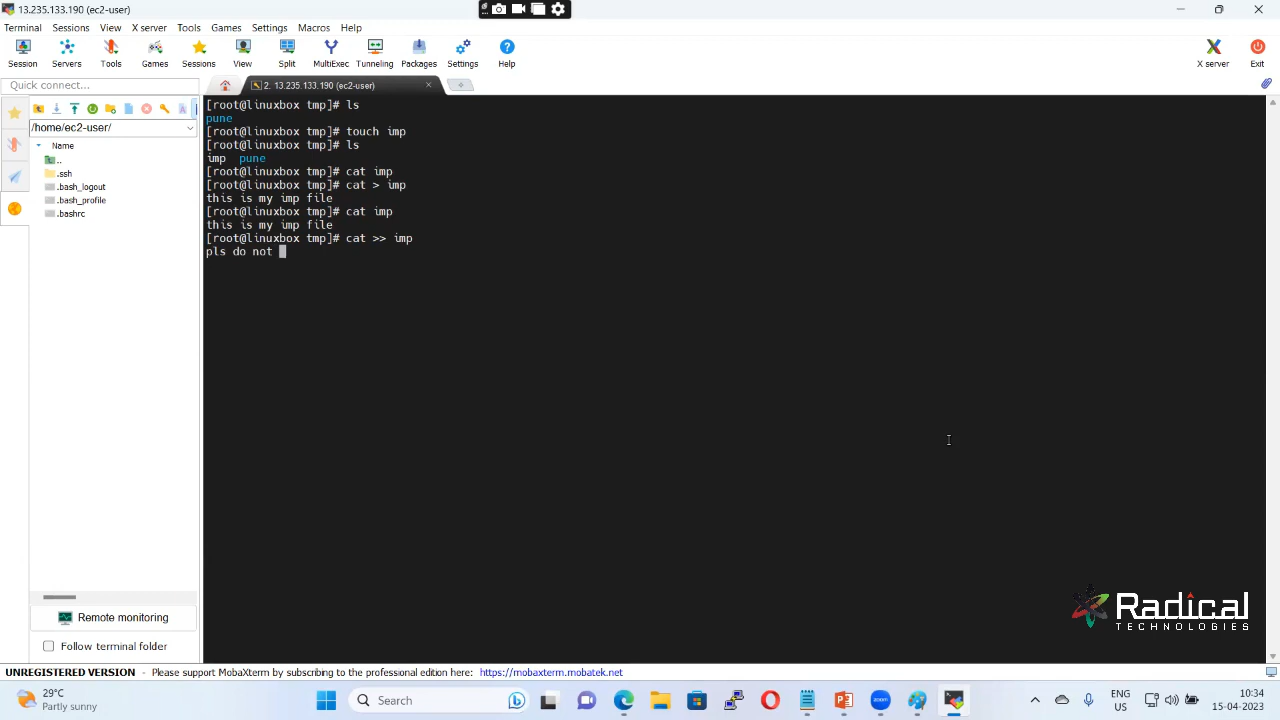 13.235.133.190 (ec2-user)
Terminal Sessions View X server Tools Games Settings Macros Help
Session Servers Tools Games Sessions View Split MultiExec Tunneling Packages Settings Help X server Exit
Quick connect...
2. 13.235.133.190 (ec2-user)
/home/ec2-user/
Name
..
.ssh
.bash_logout
.bash_profile
.bashrc
[root@linuxbox tmp]# ls
pune
[root@linuxbox tmp]# touch imp
[root@linuxbox tmp]# ls
imp pune
[root@linuxbox tmp]# cat imp
[root@linuxbox tmp]# cat > imp
this is my imp file
[root@linuxbox tmp]# cat imp
this is my imp file
[root@linuxbox tmp]# cat >> imp
pls do not
Radical
TECHNOLOGIES
Remote monitoring
Follow terminal folder
UNREGISTERED VERSION - Please support MobaXterm by subscribing to the professional edition here: https://mobaxterm.mobatek.net
29°C
Partly sunny
Search
ENG
US
10:34
15-04-2023